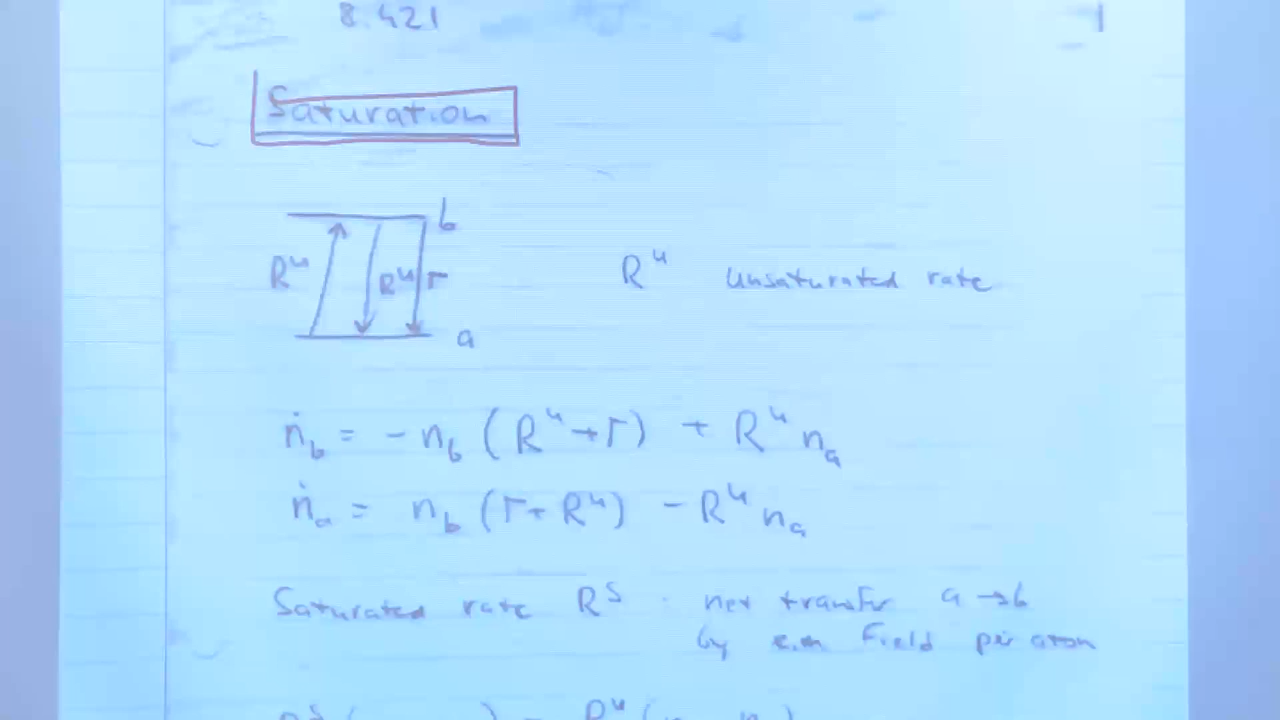 8.421 1
Saturation
b
R^u R^u Γ
R^u unsaturated rate
a
ṅ_b = - n_b (R^u + Γ) + R^u n_a
ṅ_a = n_b (Γ + R^u) - R^u n_a
Saturated rate R^S · net transfer a → b
by e.m. Field per atom